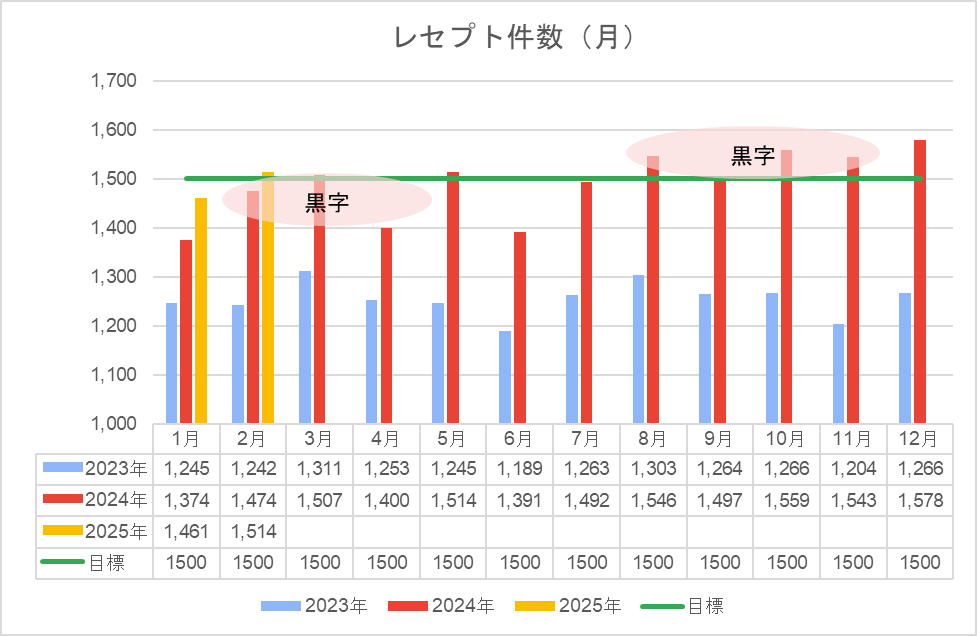 レセプト件数（月）
1,700
1,600
1,500
1,400
1,300
1,200
1,100
1,000
黒字
黒字
1月 2月 3月 4月 5月 6月 7月 8月 9月 10月 11月 12月
2023年 1,245 1,242 1,311 1,253 1,245 1,189 1,263 1,303 1,264 1,266 1,204 1,266
2024年 1,374 1,474 1,507 1,400 1,514 1,391 1,492 1,546 1,497 1,559 1,543 1,578
2025年 1,461 1,514
目標 1500 1500 1500 1500 1500 1500 1500 1500 1500 1500 1500 1500
2023年 2024年 2025年 目標